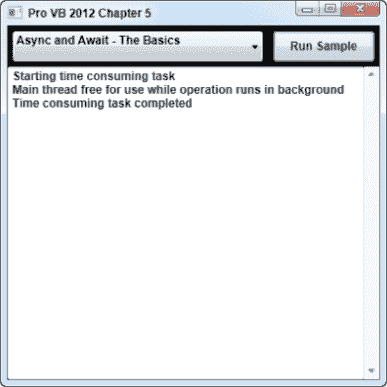 Pro VB 2012 Chapter 5
Async and Await - The Basics
Run Sample
Starting time consuming task
Main thread free for use while operation runs in background
Time consuming task completed